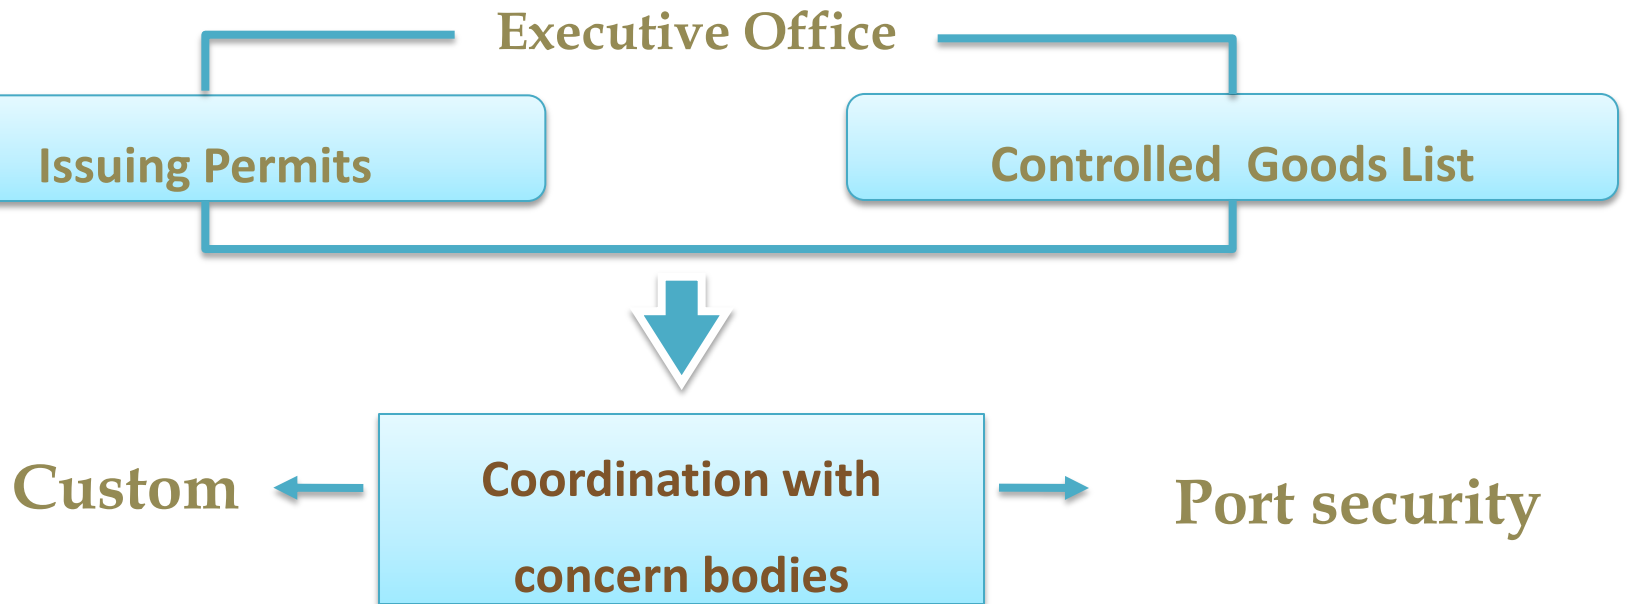 Executive Office
Issuing Permits
Controlled Goods List
Coordination with
concern bodies
Custom
Port security